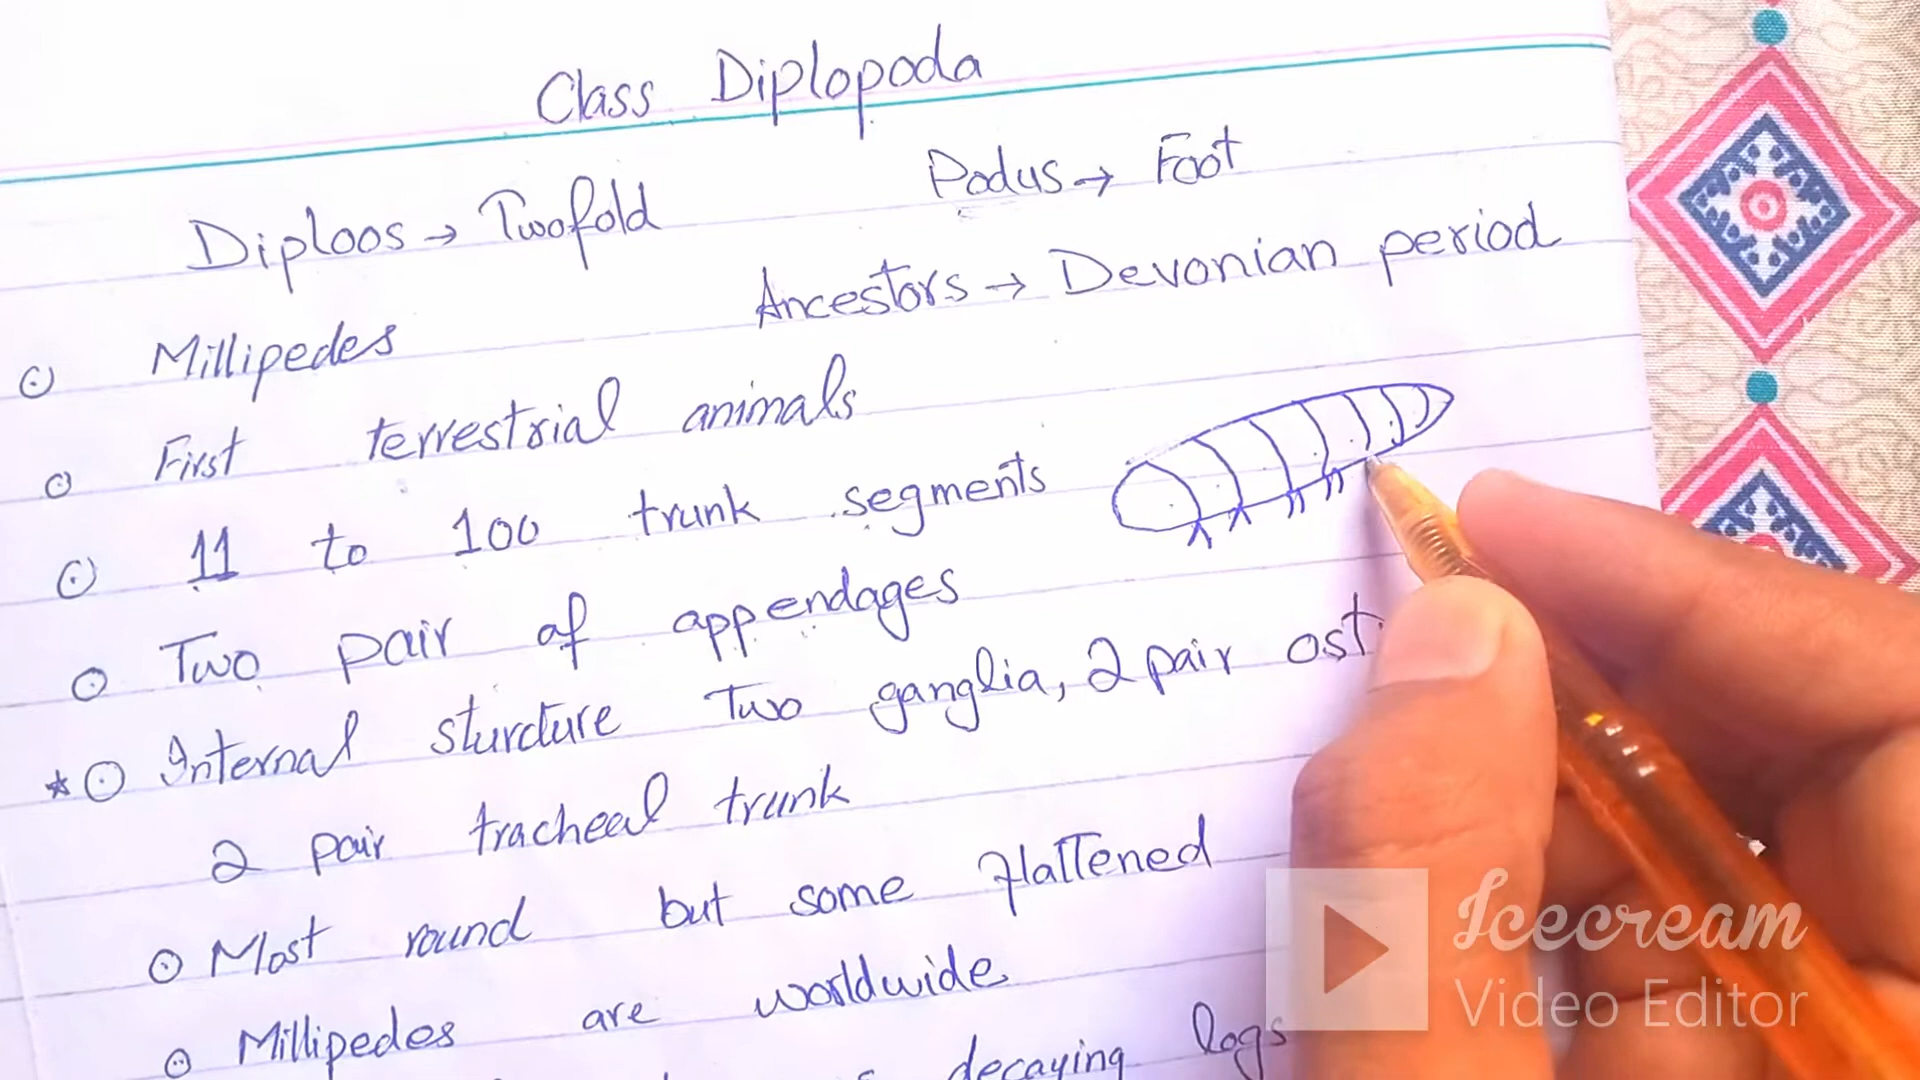 Class Diplopoda
Diploos → Twofold Podus → Foot
Ancestors → Devonian period
Millipedes
First terrestrial animals
11 to 100 trunk segments
Two pair of appendages
Internal sturcture Two ganglia, 2 pair ost
2 pair tracheal trunk
Most round but some flattened
Millipedes are worldwide
decaying logs
Icecream
Video Editor